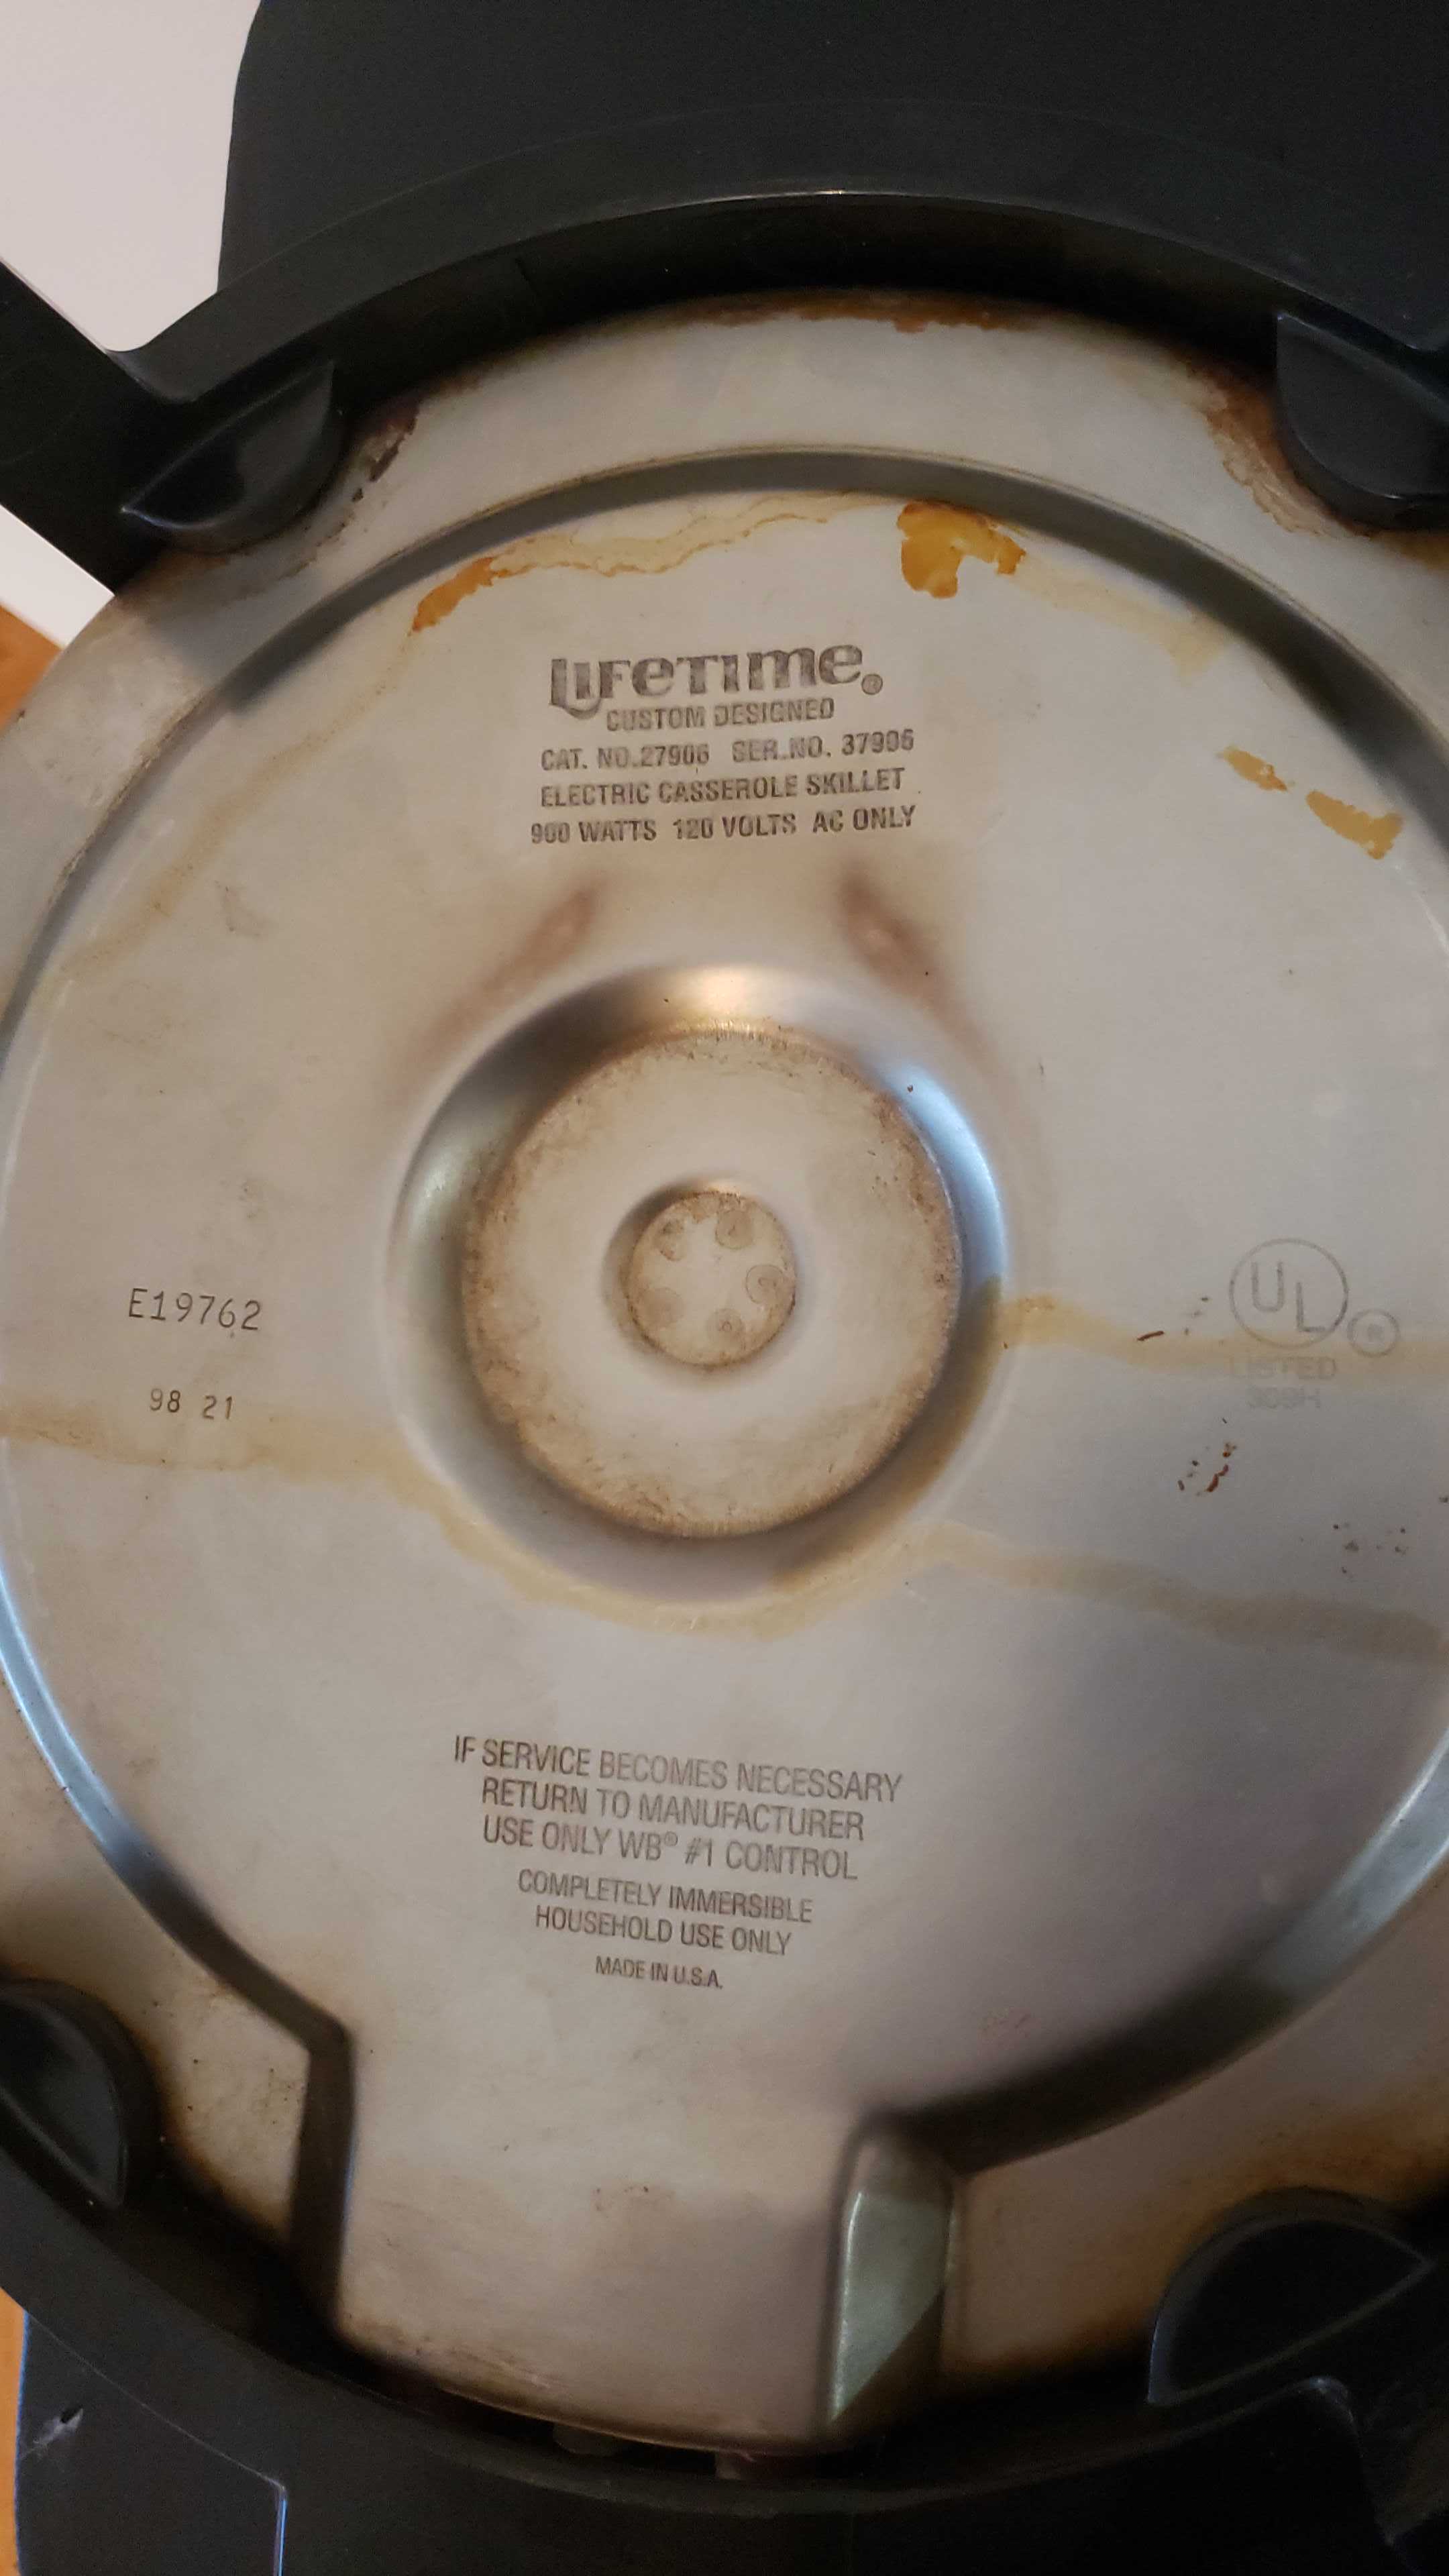 LIFETIME®
CUSTOM DESIGNED
CAT. NO.27906 SER.NO. 37906
ELECTRIC CASSEROLE SKILLET
900 WATTS 120 VOLTS AC ONLY
E19762
98 21
UL®
LISTED
IF SERVICE BECOMES NECESSARY
RETURN TO MANUFACTURER
USE ONLY WB® #1 CONTROL
COMPLETELY IMMERSIBLE
HOUSEHOLD USE ONLY
MADE IN U.S.A.